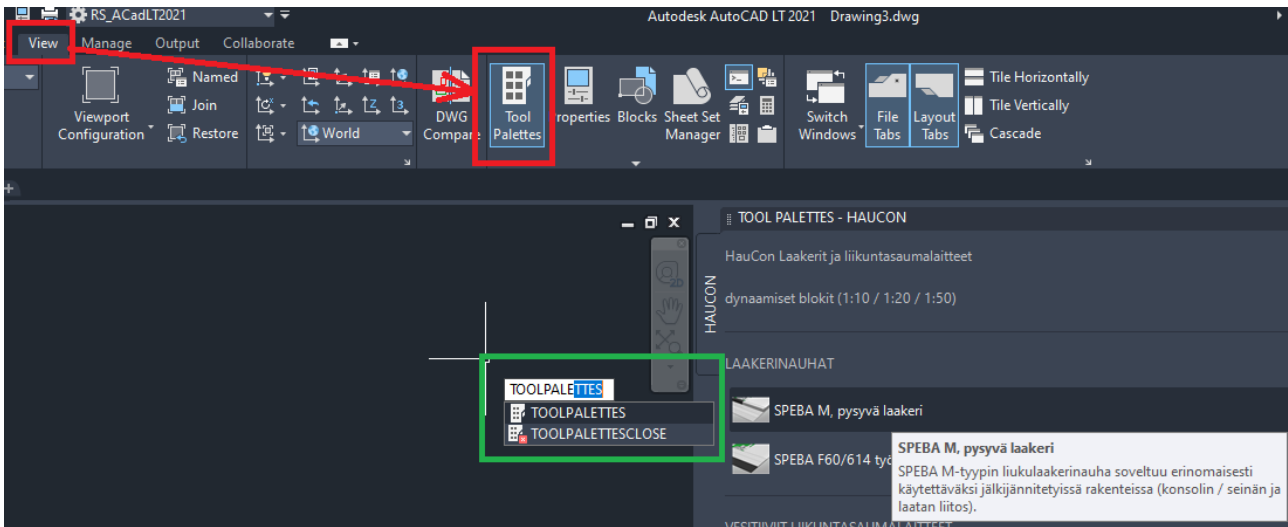 RS_ACadLT2021
Autodesk AutoCAD LT 2021 Drawing3.dwg
View Manage Output Collaborate
Viewport
Configuration
Named
Join
Restore
World
DWG
Compare
Tool
Palettes
Properties
Blocks
Sheet Set
Manager
Switch
Windows
File
Tabs
Layout
Tabs
Tile Horizontally
Tile Vertically
Cascade
TOOL PALETTES - HAUCON
HAUCON
HauCon Laakerit ja liikuntasaumalaitteet
dynaamiset blokit (1:10 / 1:20 / 1:50)
2D
LAAKERINAUHAT
TOOLPALETTES
TOOLPALETTES
TOOLPALETTESCLOSE
SPEBA M, pysyvä laakeri
SPEBA F60/614 työ
SPEBA M, pysyvä laakeri
SPEBA M-tyypin liukulaakerinauha soveltuu erinomaisesti
käytettäväksi jälkijännitetyissä rakenteissa (konsolin / seinän ja
laatan liitos).
VESITIIVIIT LIIKUNTASAUMALAITTEET